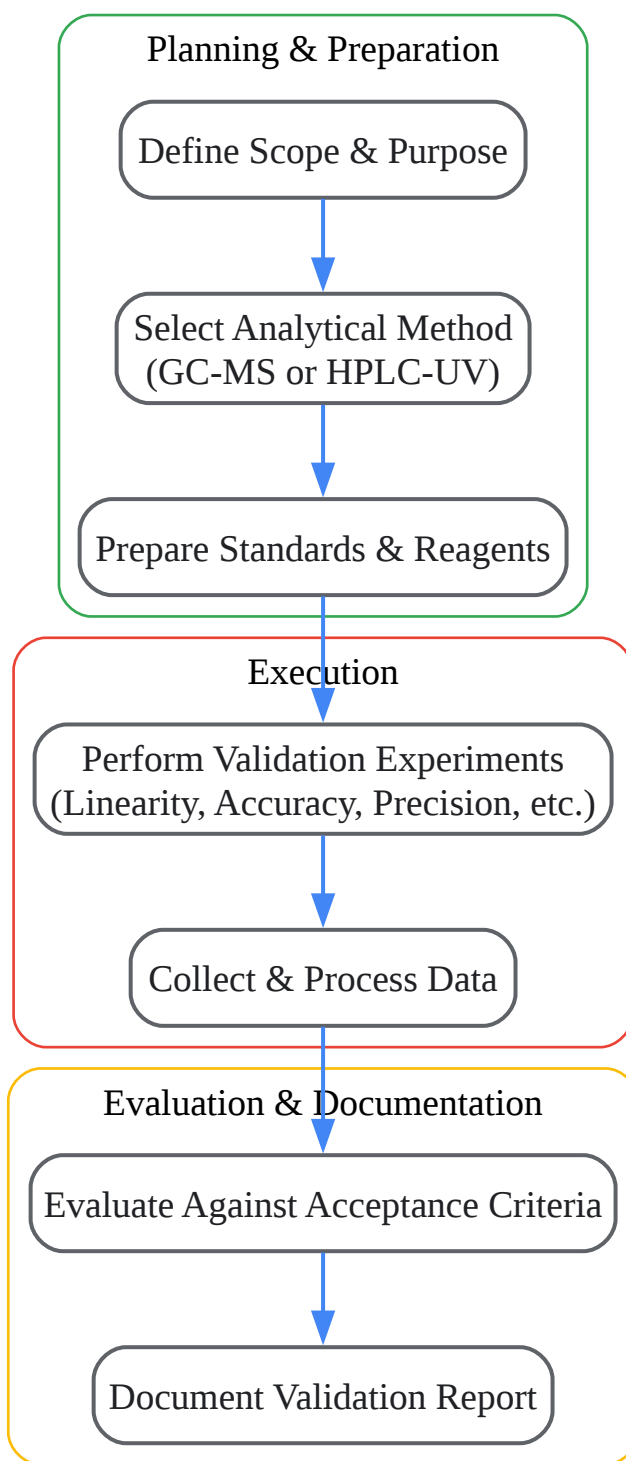 Planning & Preparation
Define Scope & Purpose
Select Analytical Method
(GC-MS or HPLC-UV)
Prepare Standards & Reagents
Execution
Perform Validation Experiments
(Linearity, Accuracy, Precision, etc.)
Collect & Process Data
Evaluation & Documentation
Evaluate Against Acceptance Criteria
Document Validation Report